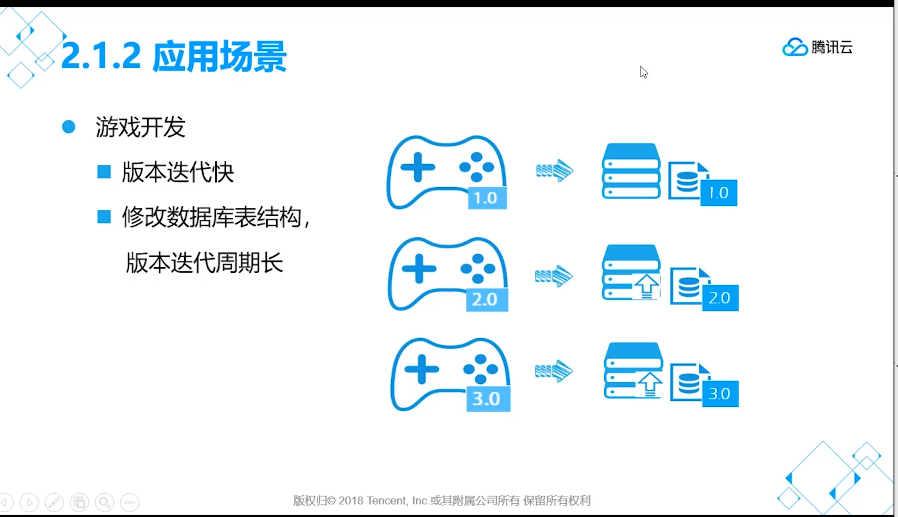 2.1.2 应用场景
腾讯云
游戏开发
版本迭代快
修改数据库表结构，
版本迭代周期长
1.0
1.0
2.0
2.0
3.0
3.0
版权归© 2018 Tencent, Inc.或其附属公司所有 保留所有权利